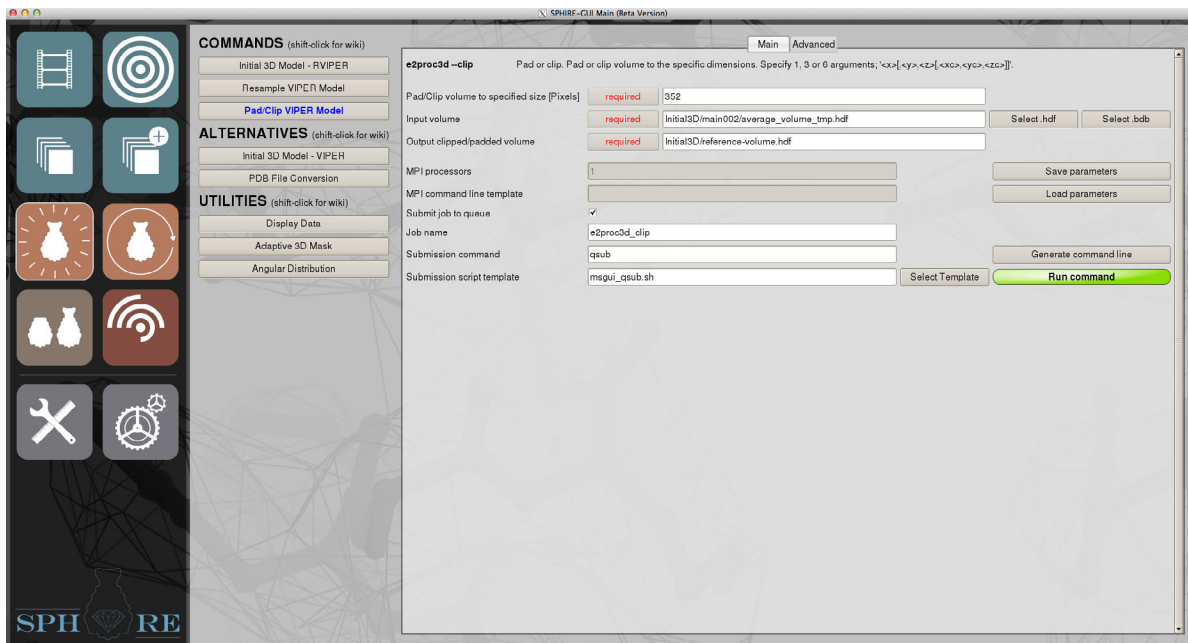 SPHIRE-GUI Main (Beta Version)
COMMANDS (shift-click for wiki)
Initial 3D Model - RVIPER
Resample VIPER Model
Pad/Clip VIPER Model
ALTERNATIVES (shift-click for wiki)
Initial 3D Model - VIPER
PDB File Conversion
UTILITIES (shift-click for wiki)
Display Data
Adaptive 3D Mask
Angular Distribution
SPH RE
Main Advanced
e2proc3d --clip Pad or clip. Pad or clip volume to the specific dimensions. Specify 1, 3 or 6 arguments; '<x>[,<y>,<z>[,<xc>,<yc>,<zc>]]'.
Pad/Clip volume to specified size [Pixels] required 352
Input volume required Initial3D/main002/average_volume_tmp.hdf Select .hdf Select .bdb
Output clipped/padded volume required Initial3D/reference-volume.hdf
MPI processors 1 Save parameters
MPI command line template Load parameters
Submit job to queue
Job name e2proc3d_clip
Submission command qsub Generate command line
Submission script template msgui_qsub.sh Select Template Run command